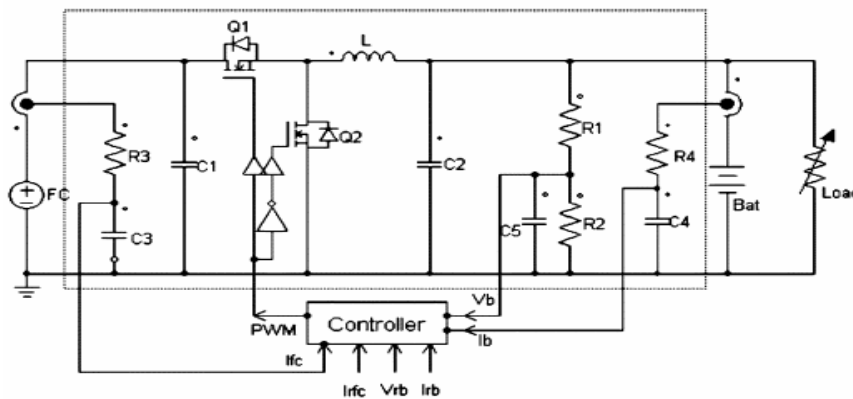 Q1
L
Q2
R1
R3
R4
C1
C2
FC
Load
Bat
C3
C5
R2
C4
Vb
PWM
Controller
Ib
Ifc
Irfc
Vrb
Irb